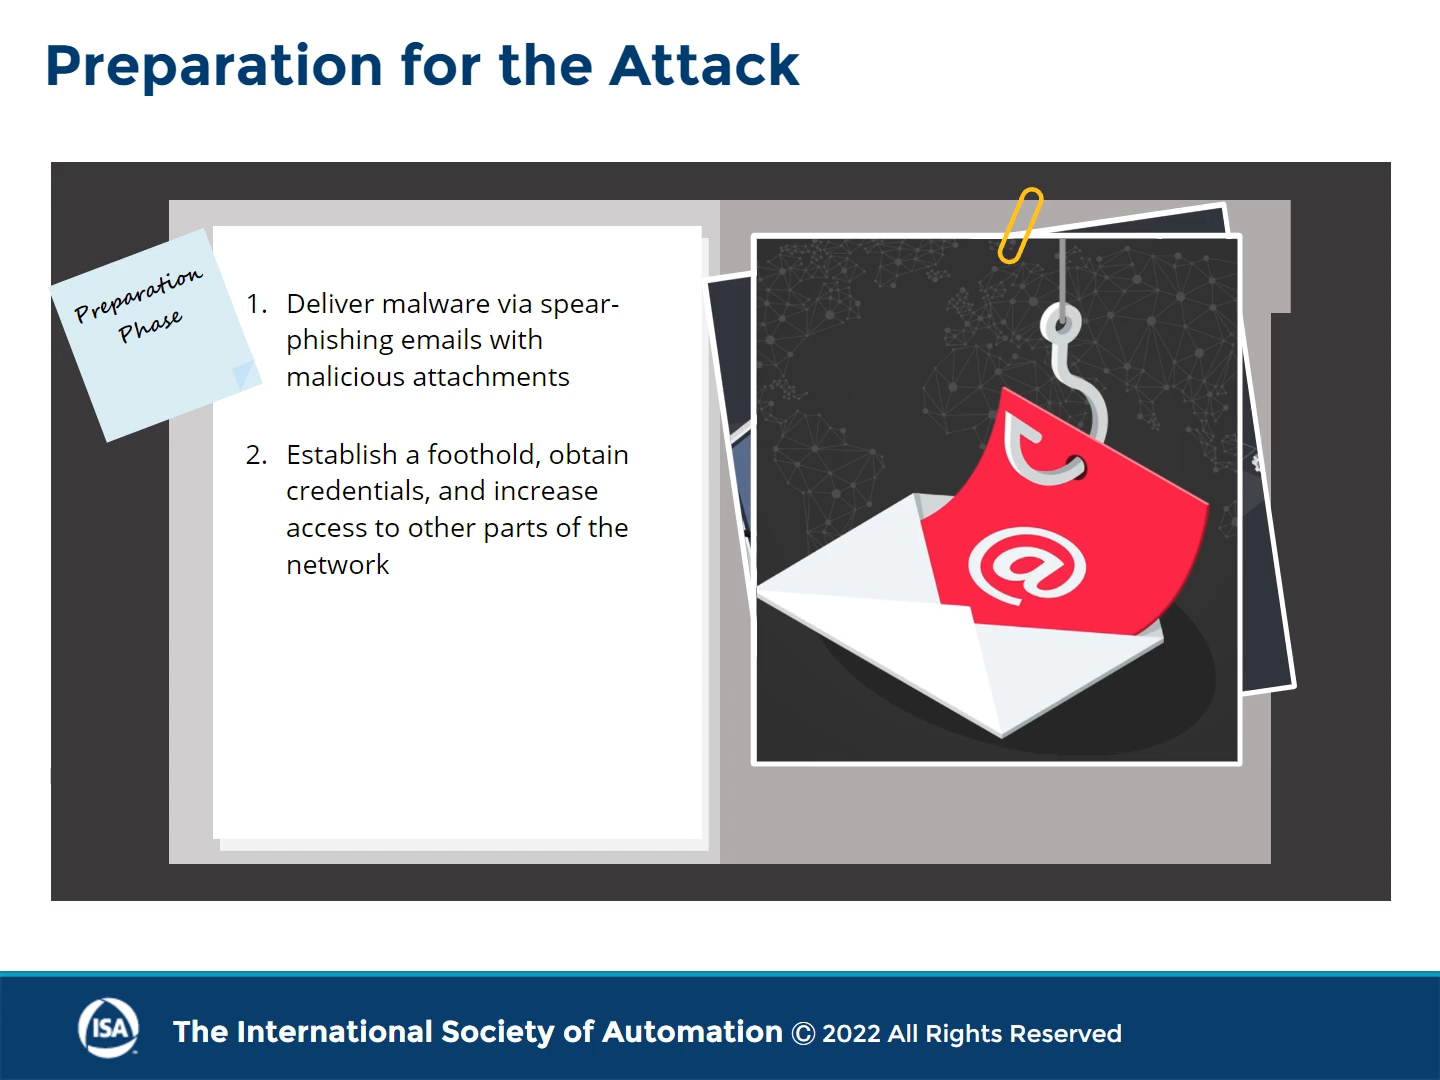 Preparation for the Attack
Preparation
Phase
1. Deliver malware via spear-
phishing emails with
malicious attachments
2. Establish a foothold, obtain
credentials, and increase
access to other parts of the
network
@
ISA
The International Society of Automation © 2022 All Rights Reserved